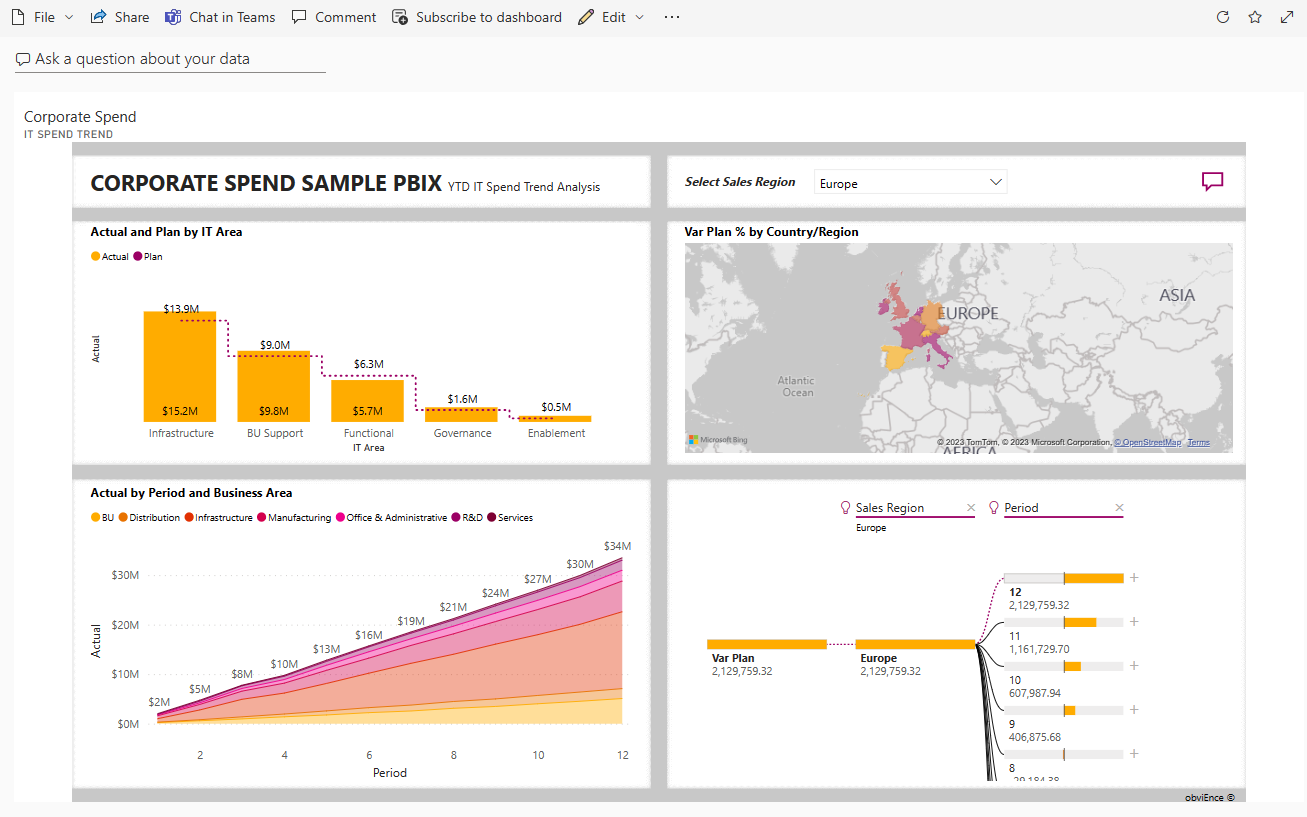 File Share Chat in Teams Comment Subscribe to dashboard Edit
Ask a question about your data
Corporate Spend
IT SPEND TREND
CORPORATE SPEND SAMPLE PBIX YTD IT Spend Trend Analysis
Select Sales Region Europe
Actual and Plan by IT Area
Actual Plan
Actual
$13.9M
$9.0M
$6.3M
$1.6M
$0.5M
$15.2M $9.8M $5.7M
Infrastructure BU Support Functional Governance Enablement
IT Area
Var Plan % by Country/Region
ASIA
EUROPE
Atlantic
Ocean
AFRICA
Microsoft Bing
© 2023 TomTom, © 2023 Microsoft Corporation, © OpenStreetMap Terms
Actual by Period and Business Area
BU Distribution Infrastructure Manufacturing Office & Administrative R&D Services
Actual
$30M
$20M
$10M
$0M
$2M $5M $8M $10M $13M $16M $19M $21M $24M $27M $30M $34M
2 4 6 8 10 12
Period
Sales Region Period
Europe
Var Plan
2,129,759.32
Europe
2,129,759.32
12
2,129,759.32
11
1,161,729.70
10
607,987.94
9
406,875.68
8
obviEnce ©